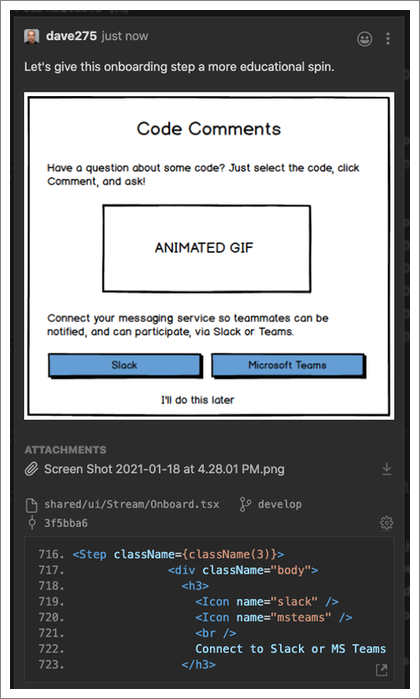 dave275 just now
Let's give this onboarding step a more educational spin.
Code Comments
Have a question about some code? Just select the code, click
Comment, and ask!
ANIMATED GIF
Connect your messaging service so teammates can be
notified, and can participate, via Slack or Teams.
Slack Microsoft Teams
I'll do this later
ATTACHMENTS
Screen Shot 2021-01-18 at 4.28.01 PM.png
shared/ui/Stream/Onboard.tsx develop
3f5bba6
716. <Step className={className(3)}>
717. <div className="body">
718. <h3>
719. <Icon name="slack" />
720. <Icon name="msteams" />
721. <br />
722. Connect to Slack or MS Teams
723. </h3>